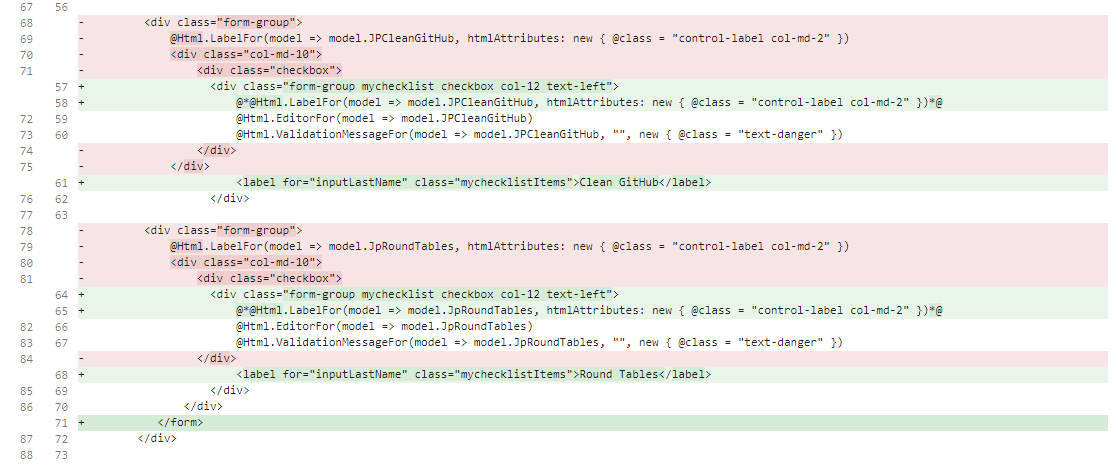 67 56
68 - <div class="form-group">
69 - @Html.LabelFor(model => model.JPCleanGitHub, htmlAttributes: new { @class = "control-label col-md-2" })
70 - <div class="col-md-10">
71 - <div class="checkbox">
57 + <div class="form-group mychecklist checkbox col-12 text-left">
58 + @*@Html.LabelFor(model => model.JPCleanGitHub, htmlAttributes: new { @class = "control-label col-md-2" })*@
72 59 @Html.EditorFor(model => model.JPCleanGitHub)
73 60 @Html.ValidationMessageFor(model => model.JPCleanGitHub, "", new { @class = "text-danger" })
74 - </div>
75 - </div>
61 + <label for="inputLastName" class="mychecklistItems">Clean GitHub</label>
76 62 </div>
77 63
78 - <div class="form-group">
79 - @Html.LabelFor(model => model.JpRoundTables, htmlAttributes: new { @class = "control-label col-md-2" })
80 - <div class="col-md-10">
81 - <div class="checkbox">
64 + <div class="form-group mychecklist checkbox col-12 text-left">
65 + @*@Html.LabelFor(model => model.JpRoundTables, htmlAttributes: new { @class = "control-label col-md-2" })*@
82 66 @Html.EditorFor(model => model.JpRoundTables)
83 67 @Html.ValidationMessageFor(model => model.JpRoundTables, "", new { @class = "text-danger" })
84 - </div>
68 + <label for="inputLastName" class="mychecklistItems">Round Tables</label>
85 69 </div>
86 70 </div>
71 + </form>
87 72 </div>
88 73